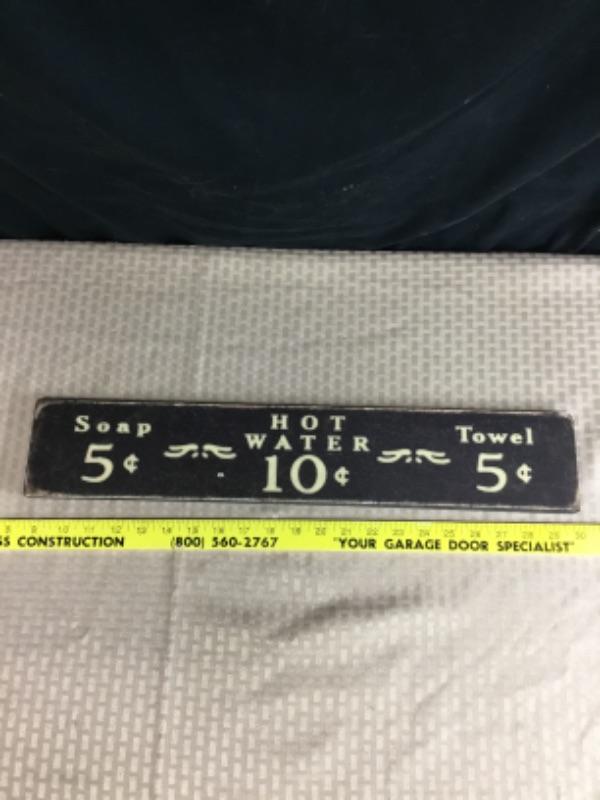 Soap
5¢
HOT
WATER
10¢
Towel
5¢
CONSTRUCTION (800) 560-2767 "YOUR GARAGE DOOR SPECIALIST"